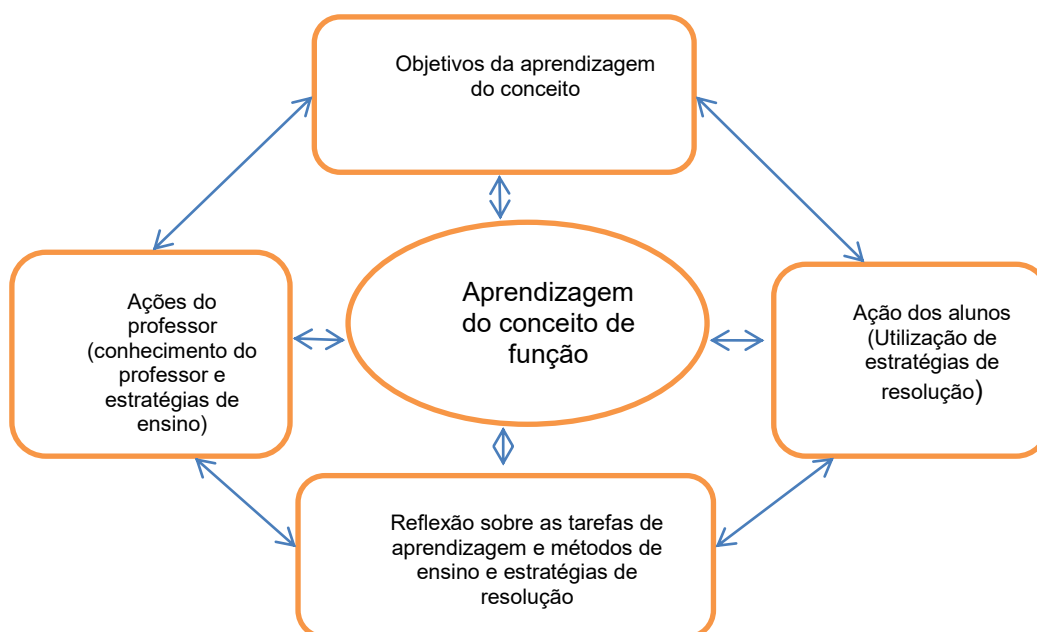 Objetivos da aprendizagem
do conceito
Ações do
professor
(conhecimento do
professor e
estratégias de
ensino)
Aprendizagem
do conceito de
função
Ação dos alunos
(Utilização de
estratégias de
resolução)
Reflexão sobre as tarefas de
aprendizagem e métodos de
ensino e estratégias de
resolução